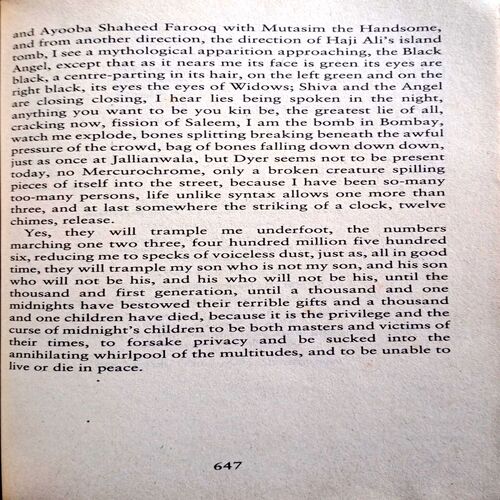 and Ayooba Shaheed Farooq with Mutasim the Handsome,
and from another direction, the direction of Haji Ali's island
tomb, I see a mythological apparition approaching, the Black
Angel, except that as it nears me its face is green its eyes are
black, a centre-parting in its hair, on the left green and on the
right black, its eyes the eyes of Widows; Shiva and the Angel
are closing closing, I hear lies being spoken in the night,
anything you want to be you kin be, the greatest lie of all,
cracking now, fission of Saleem, I am the bomb in Bombay,
watch me explode, bones splitting breaking beneath the awful
pressure of the crowd, bag of bones falling down down down,
just as once at Jallianwala, but Dyer seems not to be present
today, no Mercurochrome, only a broken creature spilling
pieces of itself into the street, because I have been so-many
too-many persons, life unlike syntax allows one more than
three, and at last somewhere the striking of a clock, twelve
chimes, release.
Yes, they will trample me underfoot, the numbers
marching one two three, four hundred million five hundred
six, reducing me to specks of voiceless dust, just as, all in good
time, they will trample my son who is not my son, and his son
who will not be his, and his who will not be his, until the
thousand and first generation, until a thousand and one
midnights have bestowed their terrible gifts and a thousand
and one children have died, because it is the privilege and the
curse of midnight's children to be both masters and victims of
their times, to forsake privacy and be sucked into the
annihilating whirlpool of the multitudes, and to be unable to
live or die in peace.
647